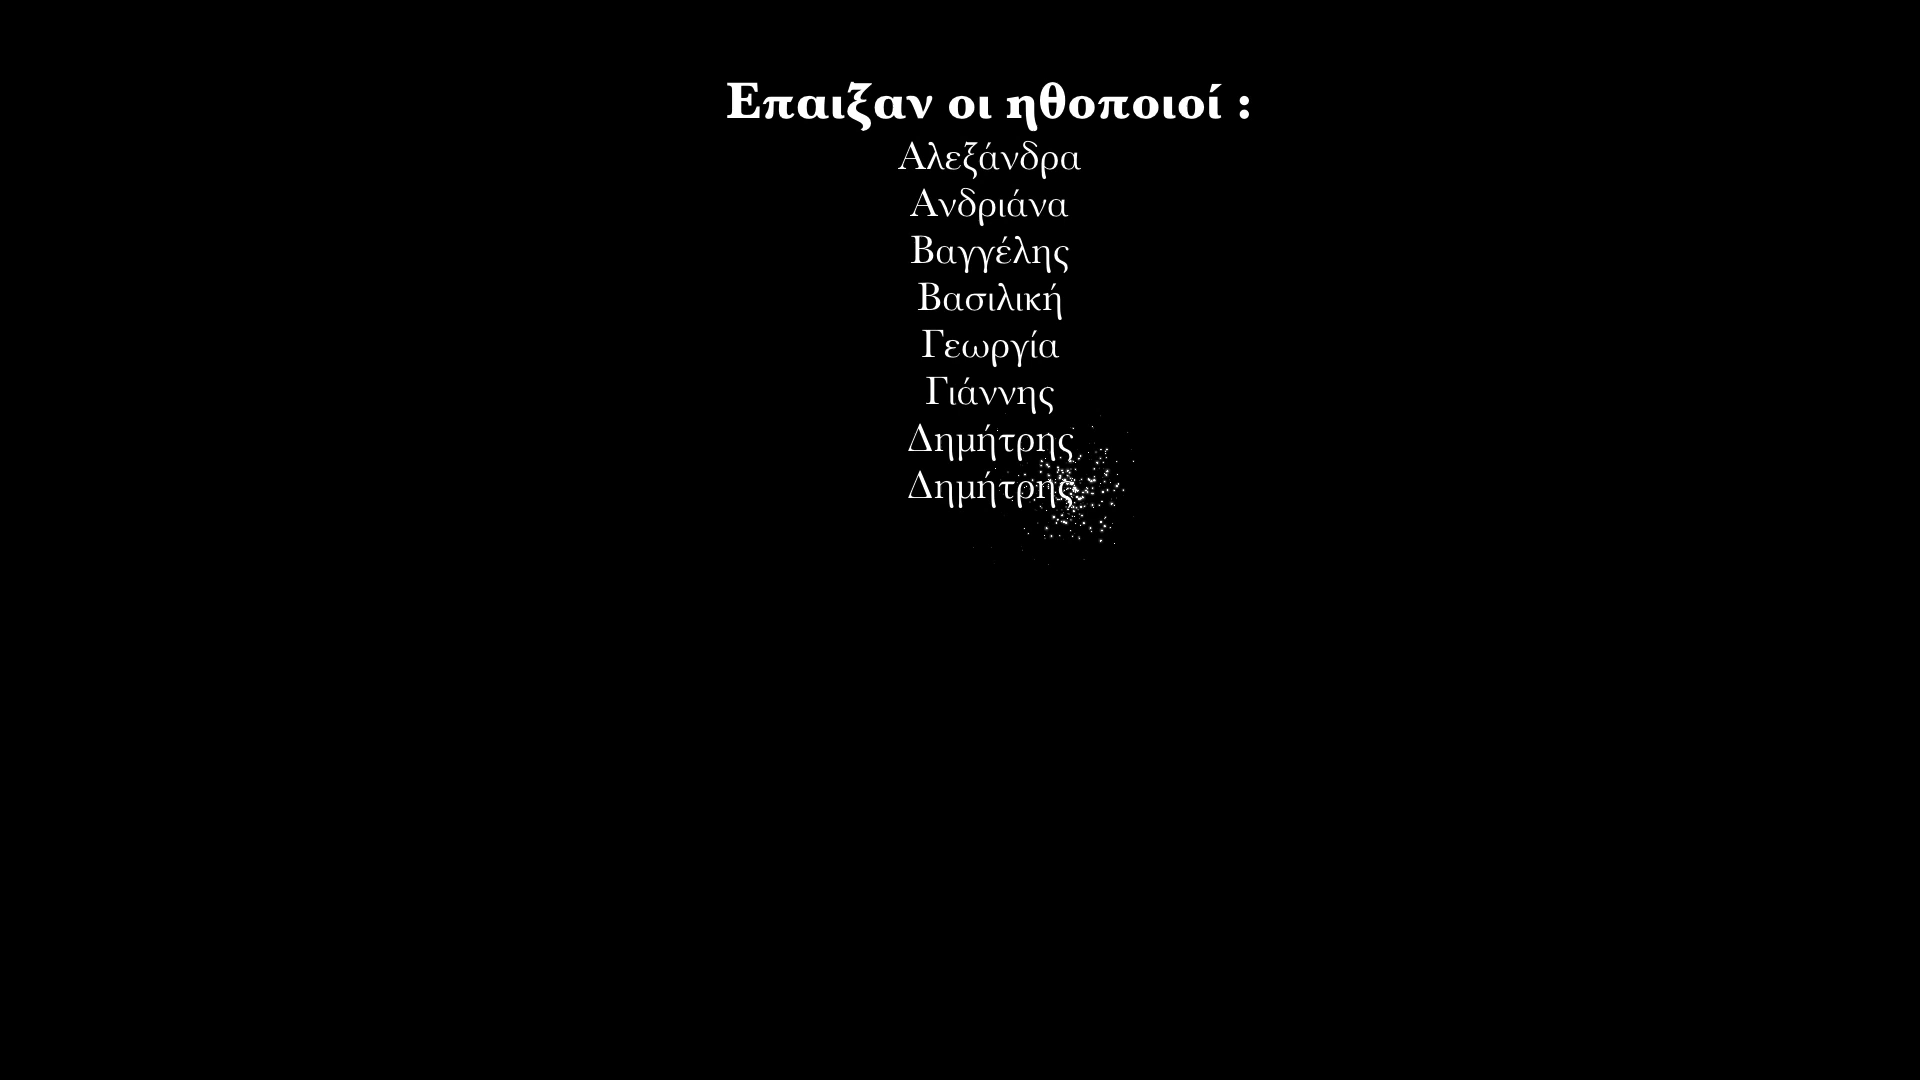 Επαιξαν οι ηθοποιοί :
Αλεξάνδρα
Ανδριάνα
Βαγγέλης
Βασιλική
Γεωργία
Γιάννης
Δημήτρης
Δημήτρης